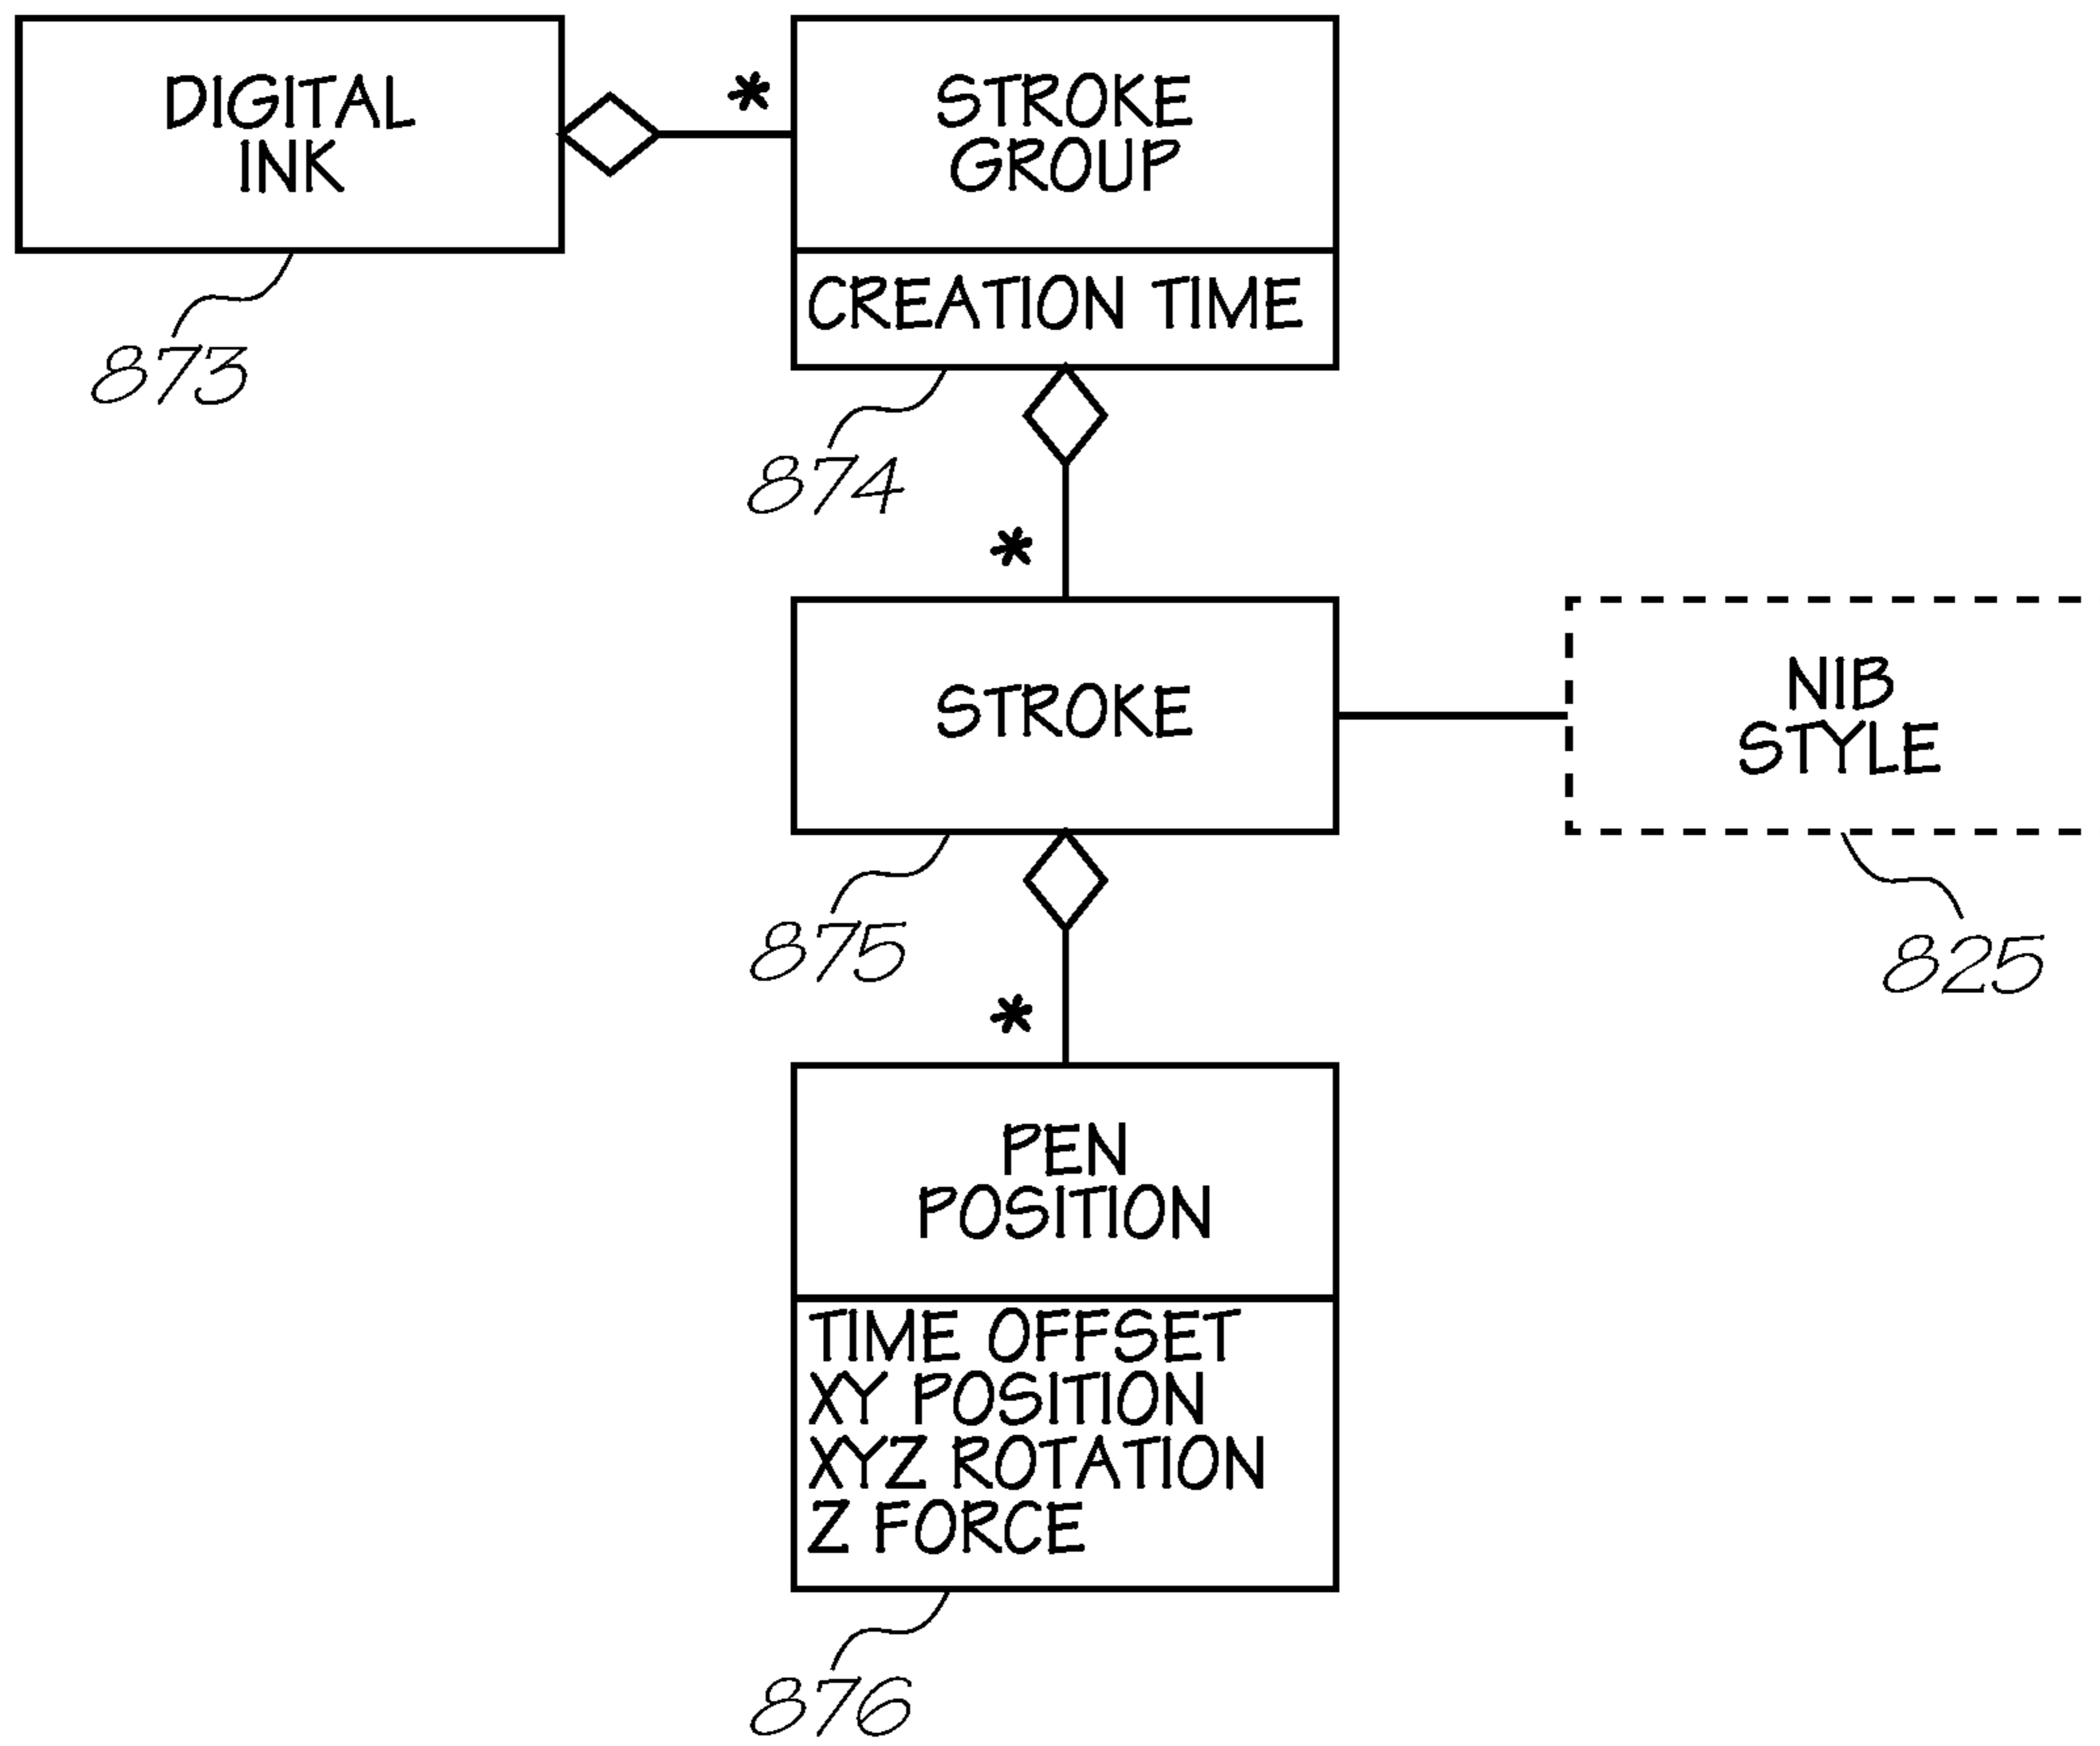 DIGITAL
INK
*
STROKE
GROUP
CREATION TIME
873
874
*
STROKE
NIB
STYLE
875
825
*
PEN
POSITION
TIME OFFSET
XY POSITION
XYZ ROTATION
Z FORCE
876